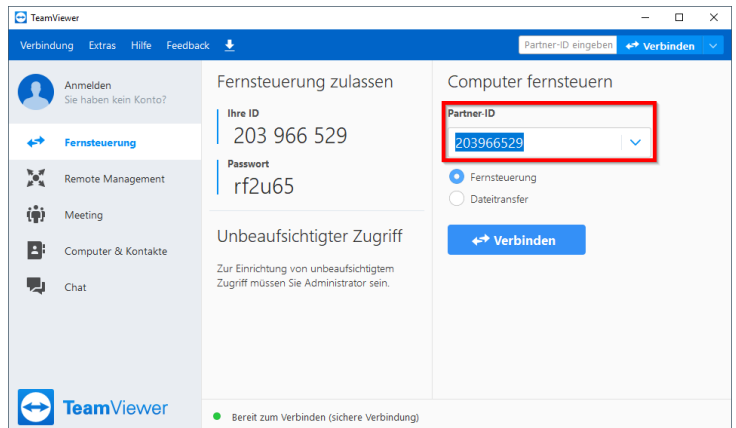 TeamViewer
Verbindung Extras Hilfe Feedback
Partner-ID eingeben Verbinden
Anmelden
Sie haben kein Konto?
Fernsteuerung
Remote Management
Meeting
Computer & Kontakte
Chat
TeamViewer
Fernsteuerung zulassen
Ihre ID
203 966 529
Passwort
rf2u65
Unbeaufsichtigter Zugriff
Zur Einrichtung von unbeaufsichtigtem
Zugriff müssen Sie Administrator sein.
Computer fernsteuern
Partner-ID
203966529
Fernsteuerung
Dateitransfer
Verbinden
Bereit zum Verbinden (sichere Verbindung)